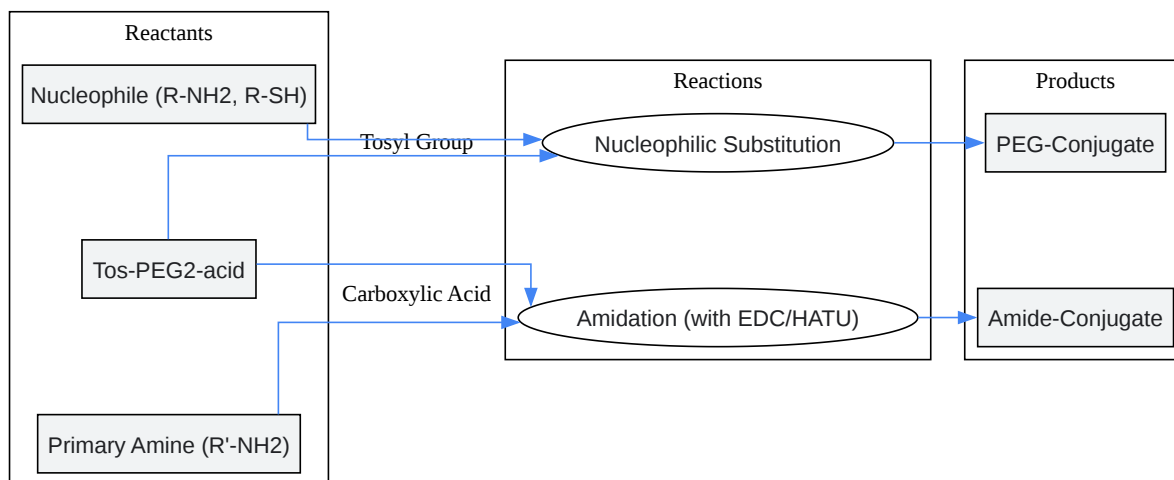 Reactants
Nucleophile (R-NH2, R-SH)
Tos-PEG2-acid
Primary Amine (R'-NH2)
Tosyl Group
Carboxylic Acid
Reactions
Nucleophilic Substitution
Amidation (with EDC/HATU)
Products
PEG-Conjugate
Amide-Conjugate